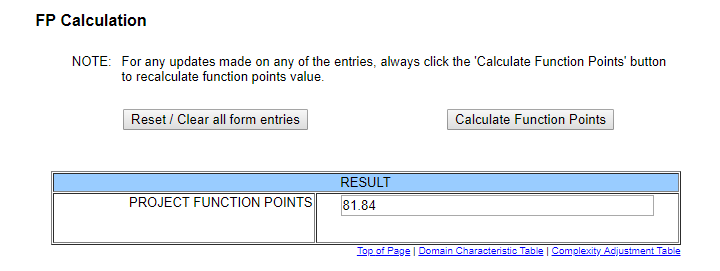 FP Calculation
NOTE: For any updates made on any of the entries, always click the 'Calculate Function Points' button
to recalculate function points value.
Reset / Clear all form entries
Calculate Function Points
RESULT
PROJECT FUNCTION POINTS 81.84
Top of Page | Domain Characteristic Table | Complexity Adjustment Table